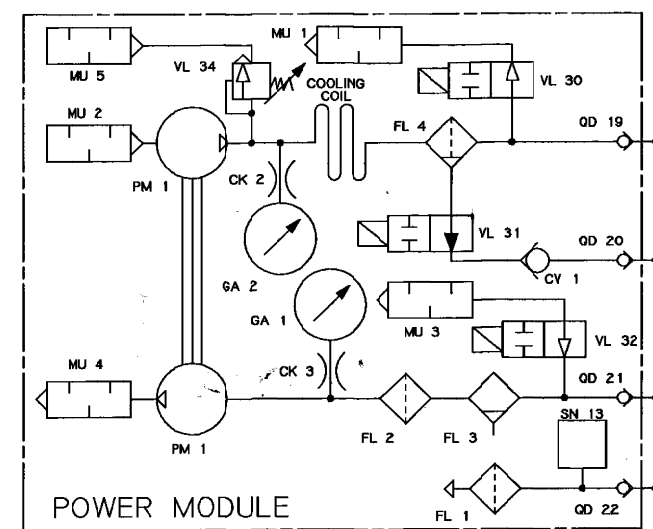 MU 5
VL 34
MU 1
VL 30
COOLING
COIL
MU 2
FL 4
QD 19
PM 1
CK 2
VL 31
QD 20
GA 2
CV 1
GA 1
MU 3
VL 32
MU 4
CK 3
QD 21
SN 13
PM 1
FL 2
FL 3
FL 1
QD 22
POWER MODULE